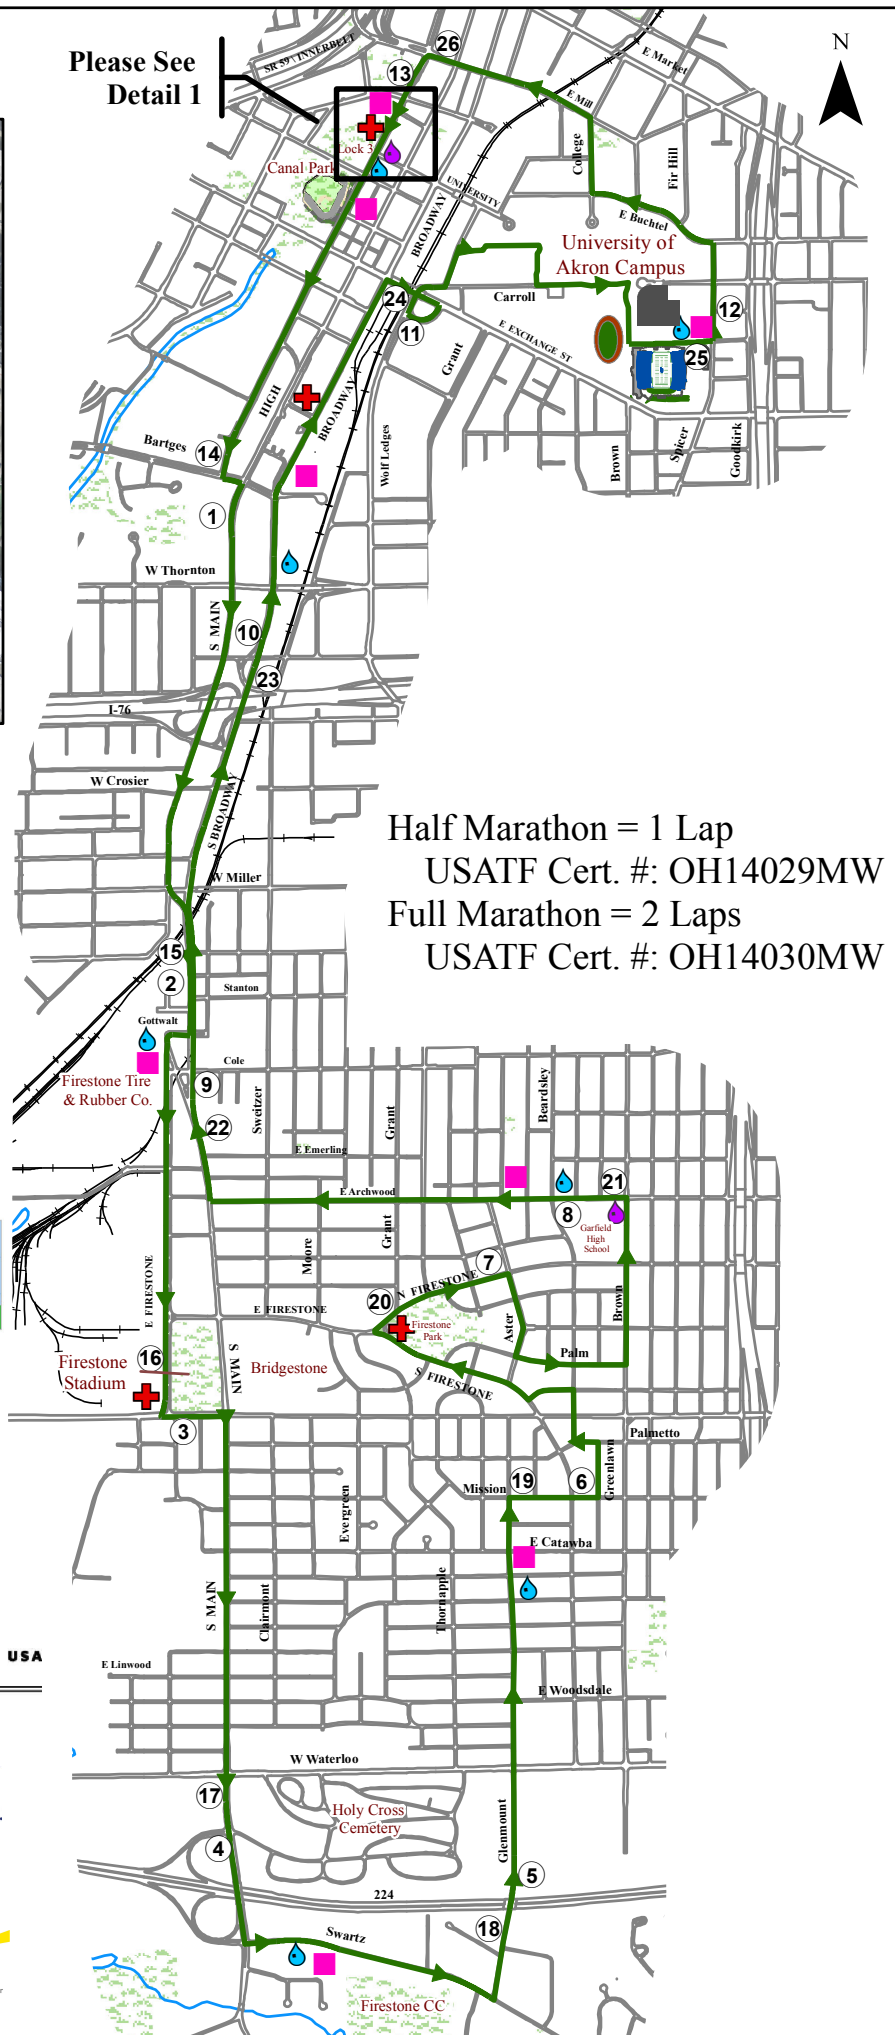 SR 59 / INNERBELT
26
E Market
N
Please See
Detail 1
13
E Mill
Lock 3
College
Fir Hill
Canal Park
UNIVERSITY
BROADWAY
E Buchtel
University of
Akron Campus
24
Carroll
12
11
E EXCHANGE ST
25
Grant
HIGH
BROADWAY
Bartges
14
Wolf Ledges
Brown
Spicer
Goodkirk
1
W Thornton
S MAIN
10
23
I-76
W Crosier
S BROADWAY
Half Marathon = 1 Lap
USATF Cert. #: OH14029MW
Full Marathon = 2 Laps
USATF Cert. #: OH14030MW
W Miller
15
2
Stanton
Gottwalt
Cole
Firestone Tire
& Rubber Co.
9
Sweitzer
Grant
Beardsley
22
E Emerling
E Archwood
21
8
Garfield
High
School
Moore
Grant
7
E FIRESTONE
N FIRESTONE
20
E FIRESTONE
Firestone
Park
Aster
Brown
Palm
16
Firestone
Stadium
S MAIN
Bridgestone
S FIRESTONE
3
Palmetto
Greenlawn
Mission
19
6
Evergreen
E Catawba
Thornapple
S MAIN
Clairmont
USA
E Linwood
E Woodsdale
W Waterloo
17
Holy Cross
Cemetery
4
Glenmount
5
224
18
Swartz
Firestone CC